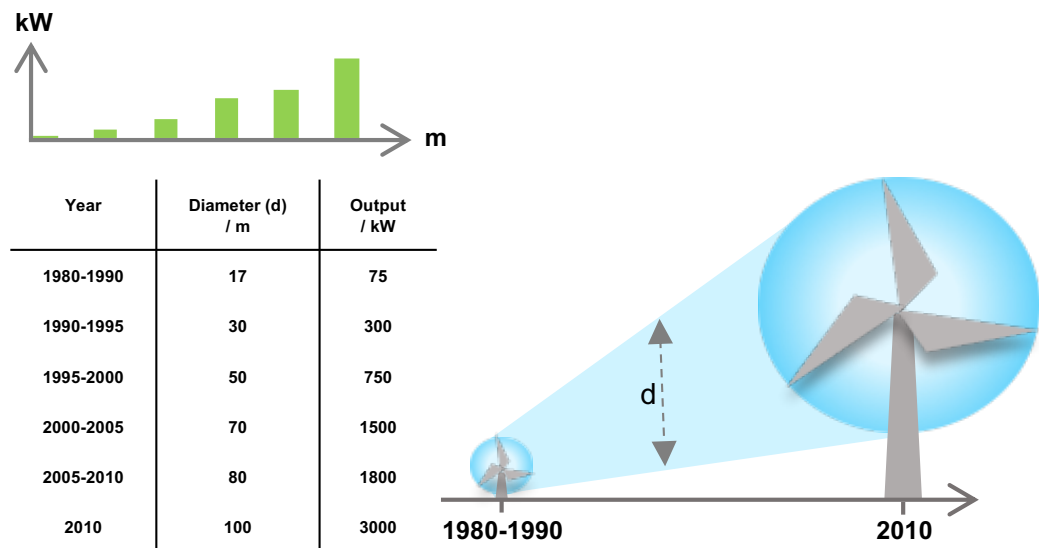 kW
m
Year Diameter (d) Output
/ m / kW
1980-1990 17 75
1990-1995 30 300
1995-2000 50 750
2000-2005 70 1500
2005-2010 80 1800
2010 100 3000
d
1980-1990 2010